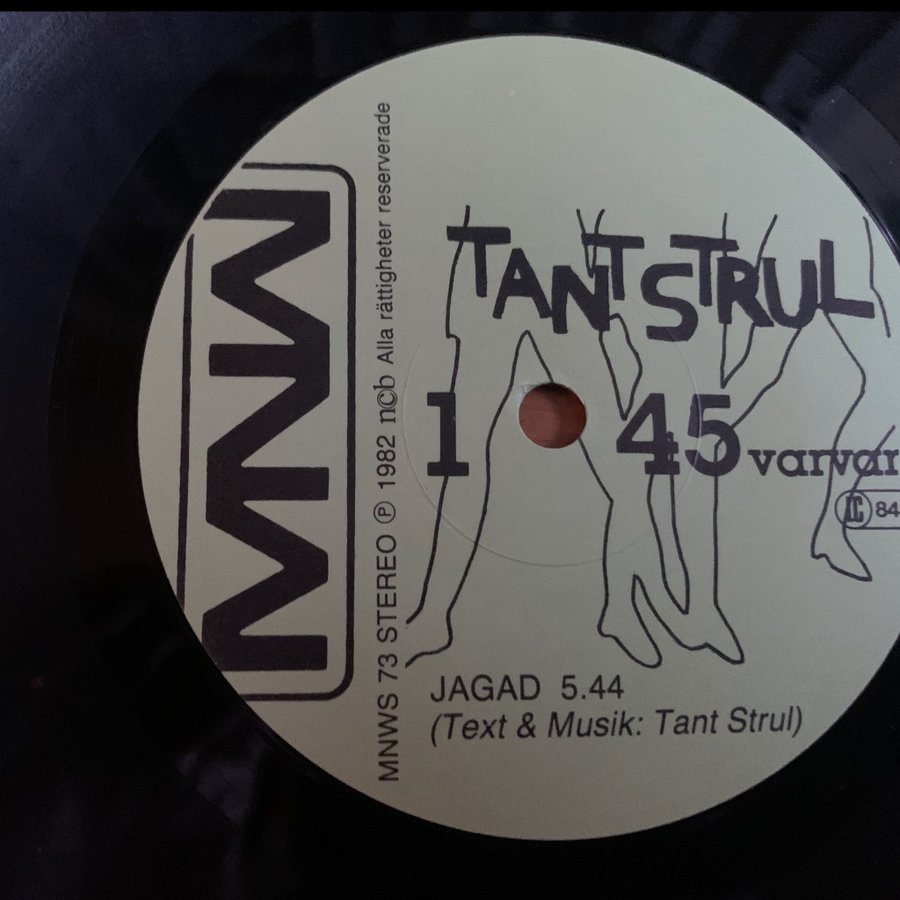 MNW
MNWS 73 STEREO Ⓟ 1982 n©b Alla rättigheter reserverade
TANT STRUL
1 45 varvar
LC 84
JAGAD 5.44
(Text & Musik: Tant Strul)